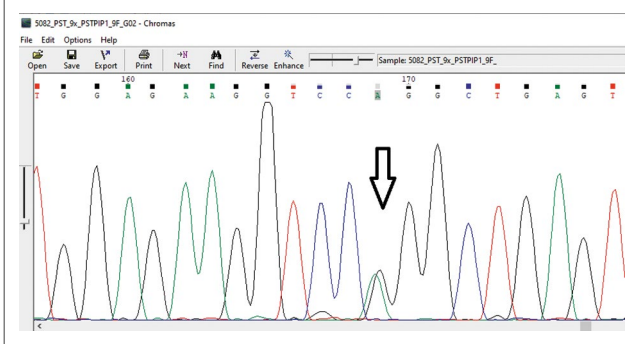 5082_PST_9x_PSTPIP1_9F_G02 - Chromas
File Edit Options Help
Open Save Export Print Next Find Reverse Enhance Sample: 5082_PST_9x_PSTPIP1_9F_
160 170
T G G A G A A G G T C C A G G C T G A G T